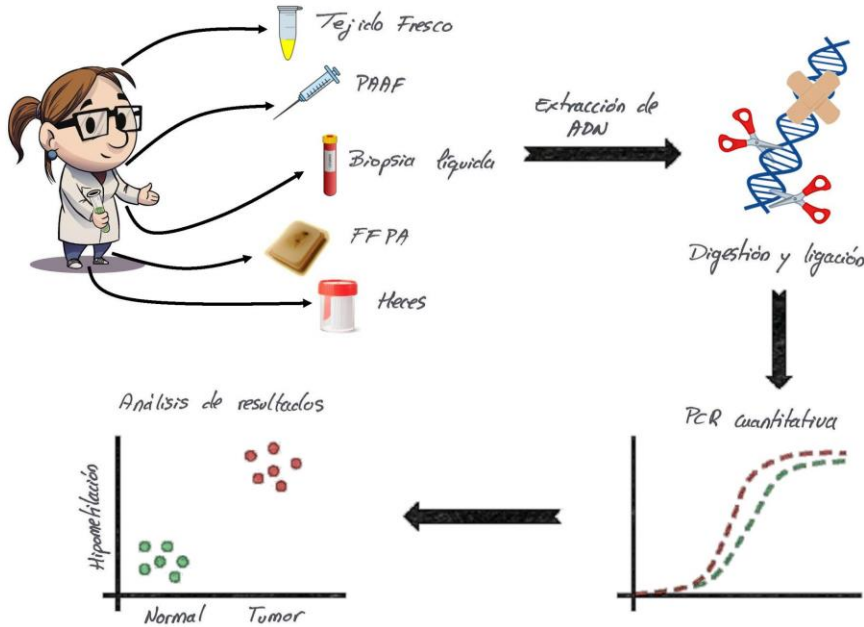 Tejido Fresco
PAAF
Biopsia líquida
FFPA
Heces
Extracción de
ADN
Digestión y ligación
PCR cuantitativa
Análisis de resultados
Hipometilación
Normal Tumor